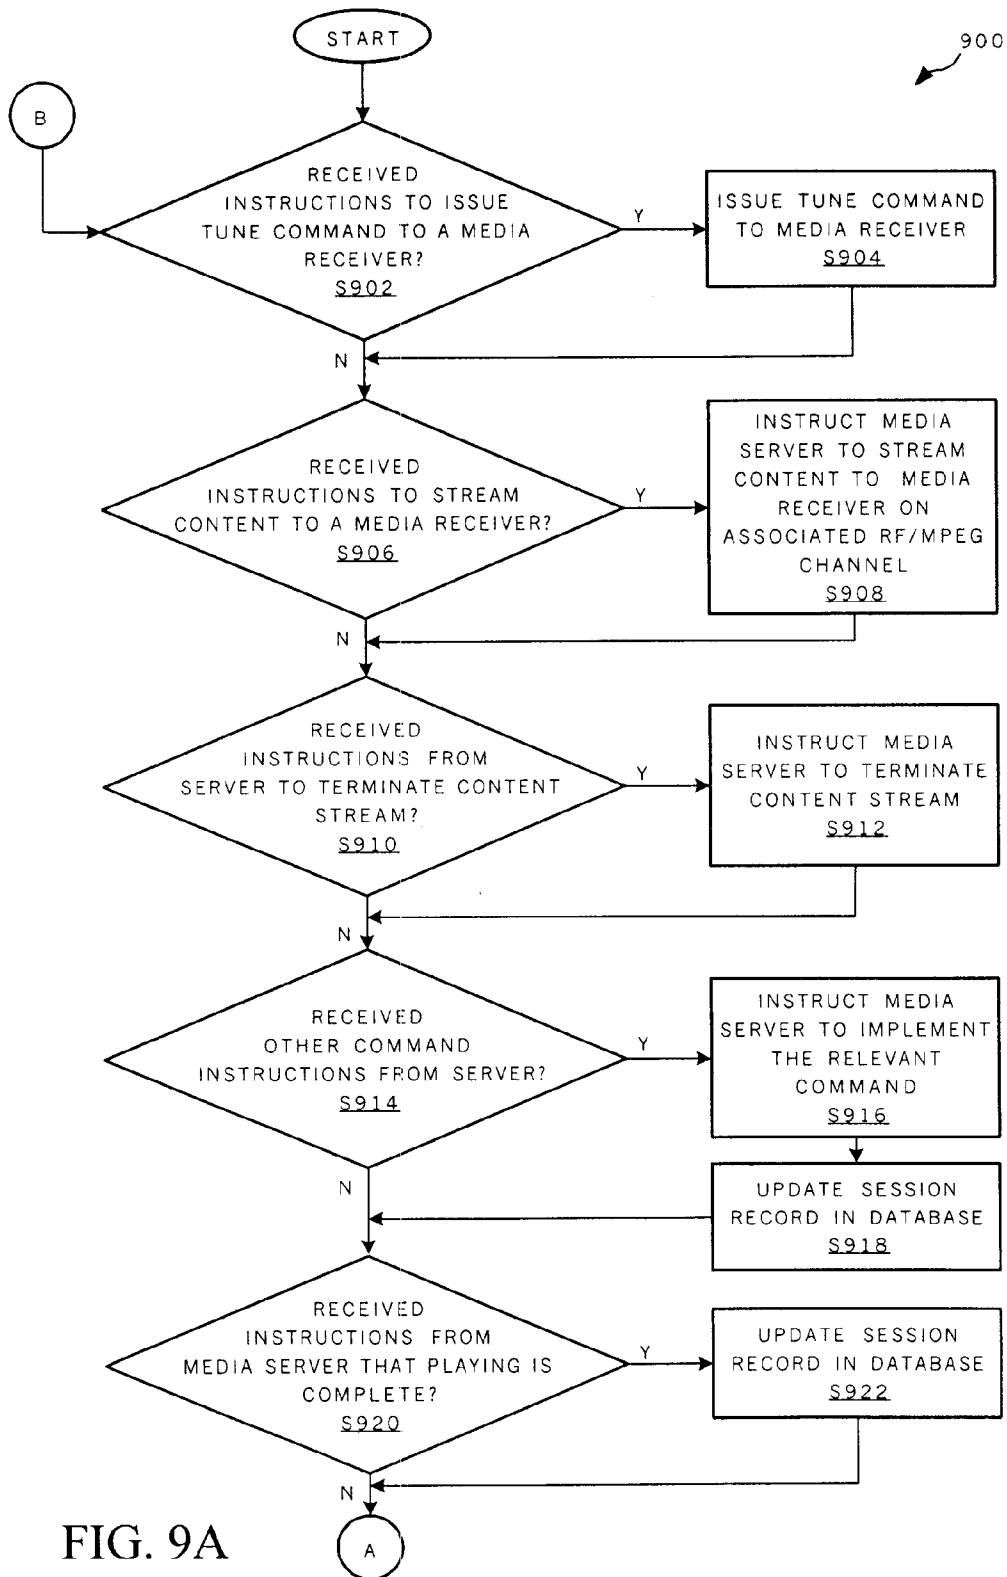 START
900
B
RECEIVED
INSTRUCTIONS TO ISSUE
TUNE COMMAND TO A MEDIA
RECEIVER?
S902
Y
ISSUE TUNE COMMAND
TO MEDIA RECEIVER
S904
N
RECEIVED
INSTRUCTIONS TO STREAM
CONTENT TO A MEDIA RECEIVER?
S906
Y
INSTRUCT MEDIA
SERVER TO STREAM
CONTENT TO MEDIA
RECEIVER ON
ASSOCIATED RF/MPEG
CHANNEL
S908
N
RECEIVED
INSTRUCTIONS FROM
SERVER TO TERMINATE CONTENT
STREAM?
S910
Y
INSTRUCT MEDIA
SERVER TO TERMINATE
CONTENT STREAM
S912
N
RECEIVED
OTHER COMMAND
INSTRUCTIONS FROM SERVER?
S914
Y
INSTRUCT MEDIA
SERVER TO IMPLEMENT
THE RELEVANT
COMMAND
S916
N
UPDATE SESSION
RECORD IN DATABASE
S918
RECEIVED
INSTRUCTIONS FROM
MEDIA SERVER THAT PLAYING IS
COMPLETE?
S920
Y
UPDATE SESSION
RECORD IN DATABASE
S922
N
A
FIG. 9A